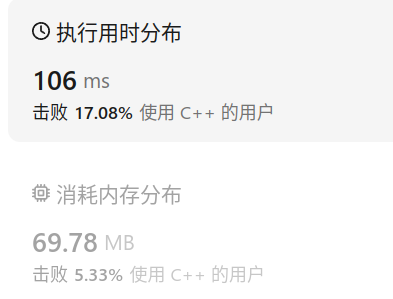 执行用时分布
106 ms
击败 17.08% 使用 C++ 的用户
消耗内存分布
69.78 MB
击败 5.33% 使用 C++ 的用户